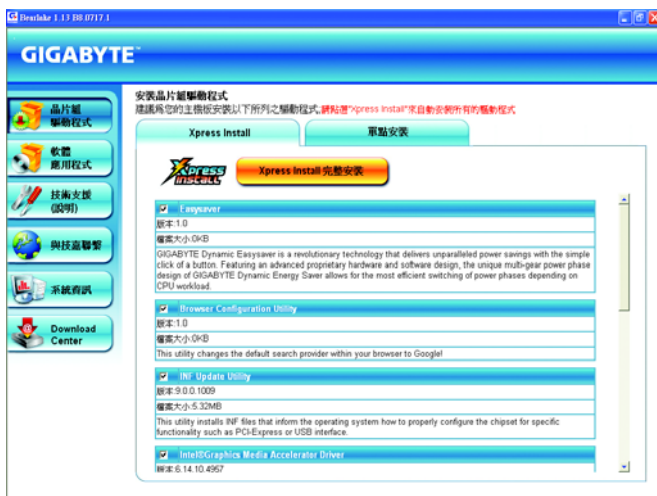 Bearlake 1.13 B8.0717.1
GIGABYTE™
安裝晶片組驅動程式
建議為您的主機板安裝以下所列之驅動程式;請點選"Xpress Install"來自動安裝所有的驅動程式
晶片組
驅動程式
軟體
應用程式
技術支援
(說明)
與技嘉聯繫
系統資訊
Download
Center
Xpress Install
單點安裝
Xpress
INSTALL
Xpress Install 完整安裝
Easysaver
版本:1.0
檔案大小:0KB
GIGABYTE Dynamic Easysaver is a revolutionary technology that delivers unparalleled power savings with the simple
click of a button. Featuring an advanced proprietary hardware and software design, the unique multi-gear power phase
design of GIGABYTE Dynamic Energy Saver allows for the most efficient switching of power phases depending on
CPU workload.
Browser Configuration Utility
版本:1.0
檔案大小:0KB
This utility changes the default search provider within your browser to Google!
INF Update Utility
版本:9.0.0.1009
檔案大小:5.32MB
This utility installs INF files that inform the operating system how to properly configure the chipset for specific
functionality such as PCI-Express or USB interface.
Intel®Graphics Media Accelerator Driver
版本:6.14.10.4957